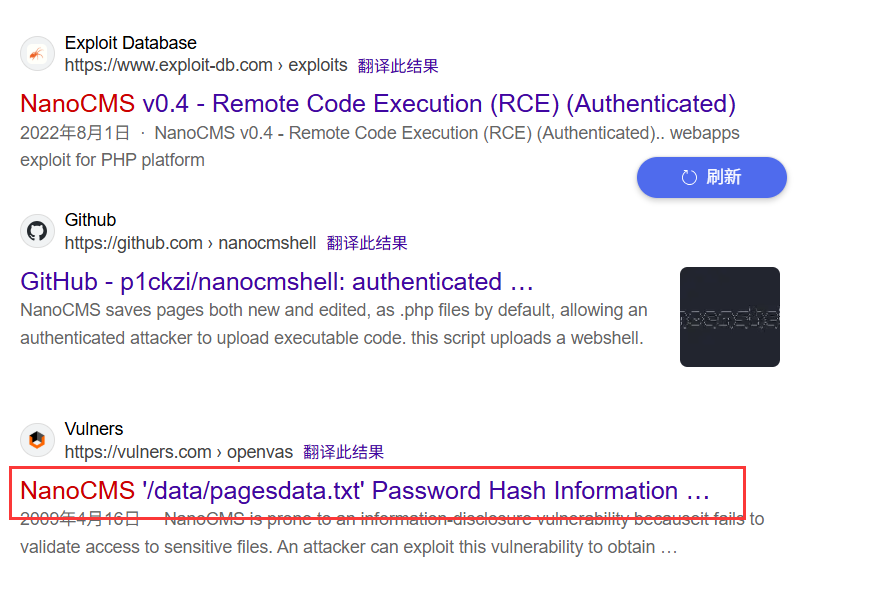 Exploit Database
https://www.exploit-db.com › exploits 翻译此结果
NanoCMS v0.4 - Remote Code Execution (RCE) (Authenticated)
2022年8月1日 · NanoCMS v0.4 - Remote Code Execution (RCE) (Authenticated).. webapps
exploit for PHP platform
刷新
Github
https://github.com › nanocmshell 翻译此结果
GitHub - p1ckzi/nanocmshell: authenticated …
NanoCMS saves pages both new and edited, as .php files by default, allowing an
authenticated attacker to upload executable code. this script uploads a webshell.
Vulners
https://vulners.com › openvas 翻译此结果
NanoCMS '/data/pagesdata.txt' Password Hash Information …
2009年4月16日 · NanoCMS is prone to an information-disclosure vulnerability becauseit fails to
validate access to sensitive files. An attacker can exploit this vulnerability to obtain …